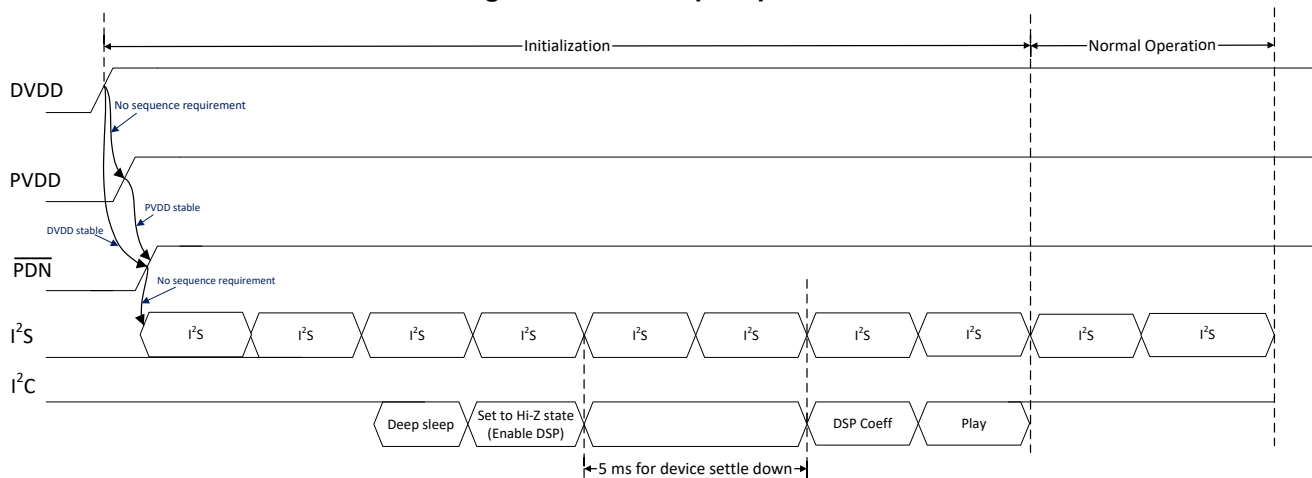 Initialization
Normal Operation
DVDD
No sequence requirement
PVDD
PVDD stable
DVDD stable
PDN
No sequence requirement
I²S
I²S
I²S
I²S
I²S
I²S
I²S
I²S
I²S
I²S
I²S
I²C
Deep sleep
Set to Hi-Z state
(Enable DSP)
DSP Coeff
Play
5 ms for device settle down